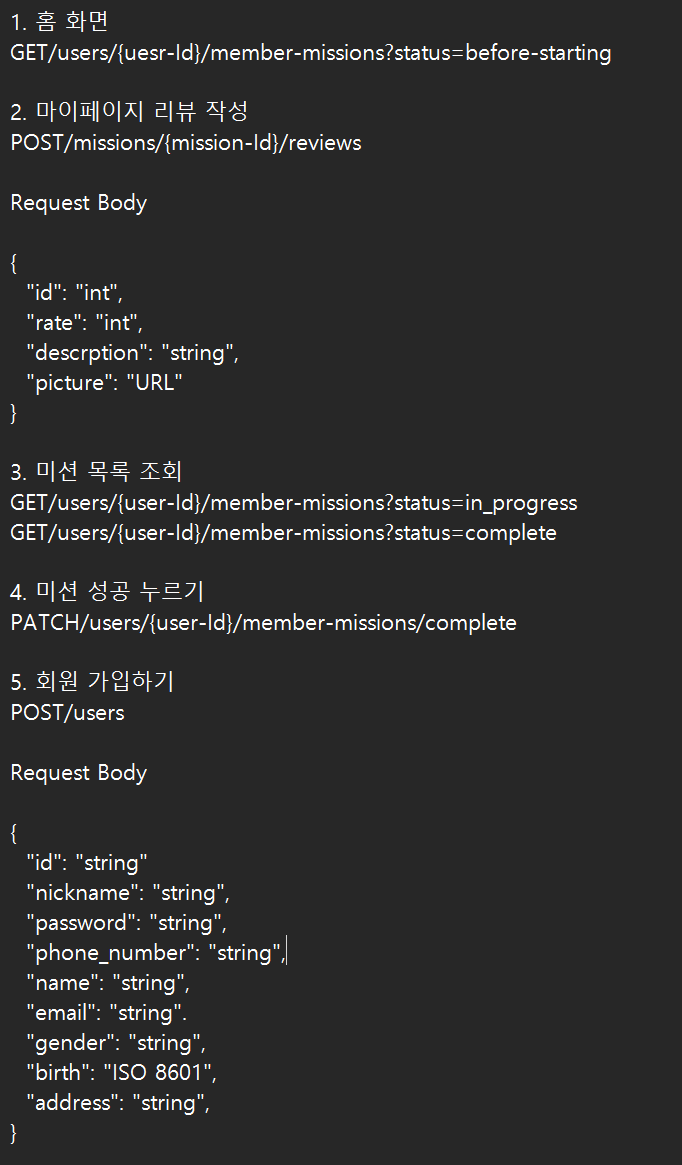 1. 홈 화면
GET/users/{uesr-Id}/member-missions?status=before-starting
2. 마이페이지 리뷰 작성
POST/missions/{mission-Id}/reviews
Request Body
{
"id": "int",
"rate": "int",
"descrption": "string",
"picture": "URL"
}
3. 미션 목록 조회
GET/users/{user-Id}/member-missions?status=in_progress
GET/users/{uesr-Id}/member-missions?status=complete
4. 미션 성공 누르기
PATCH/users/{user-Id}/member-missions/complete
5. 회원 가입하기
POST/users
Request Body
{
"id": "string"
"nickname": "string",
"password": "string",
"phone_number": "string",
"name": "string",
"email": "string".
"gender": "string",
"birth": "ISO 8601",
"address": "string",
}